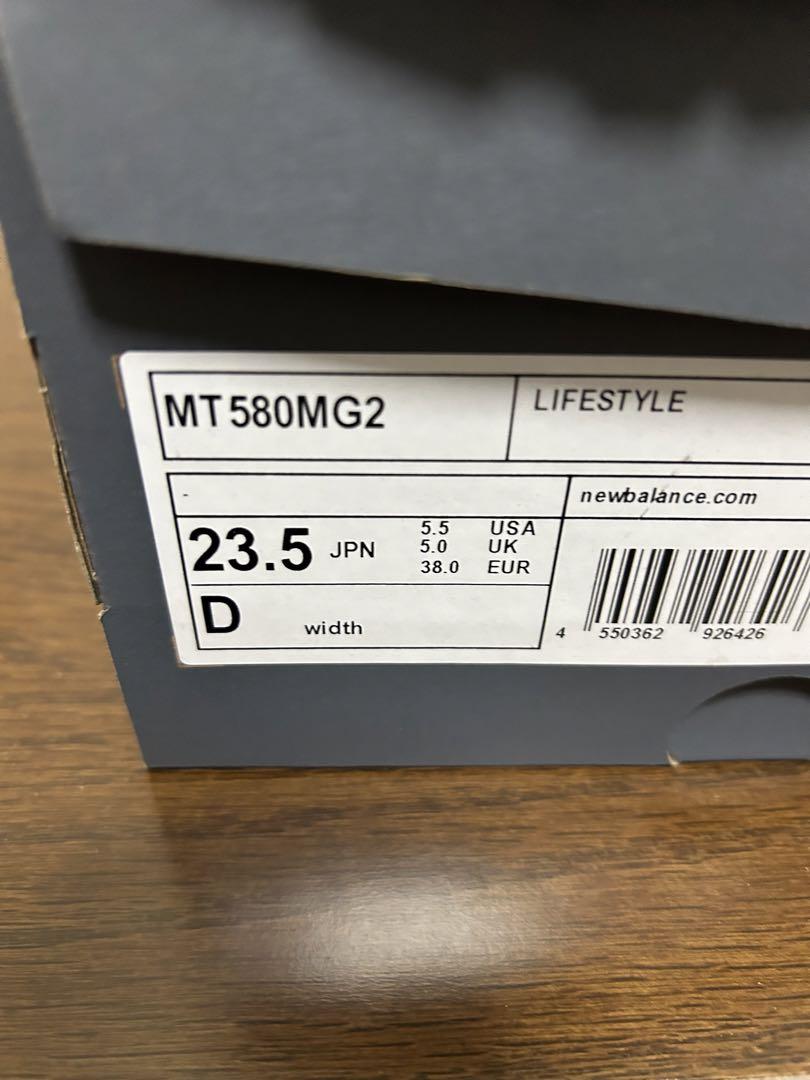 MT580MG2
LIFESTYLE
-
newbalance.com
23.5 JPN
5.5 USA
5.0 UK
38.0 EUR
D width
4 550362 926426